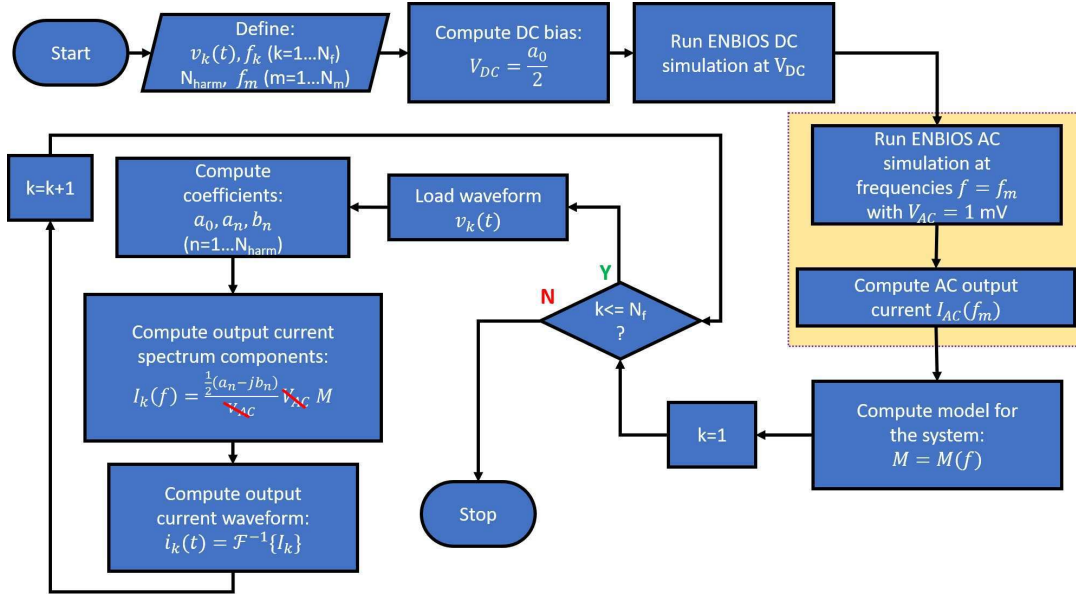 Start
Define:
v_k(t), f_k (k=1...N_f)
N_harm, f_m (m=1...N_m)
Compute DC bias:
V_DC = a_0/2
Run ENBIOS DC
simulation at V_DC
Run ENBIOS AC
simulation at
frequencies f = f_m
with V_AC = 1 mV
Compute AC output
current I_AC(f_m)
Compute model for
the system:
M = M(f)
k=1
k<= N_f
?
Y
N
Stop
Load waveform
v_k(t)
Compute
coefficients:
a_0, a_n, b_n
(n=1...N_harm)
Compute output current
spectrum components:
I_k(f) = ½(a_n−jb_n)/V_AC V_AC M
Compute output
current waveform:
i_k(t) = ℱ⁻¹{I_k}
k=k+1